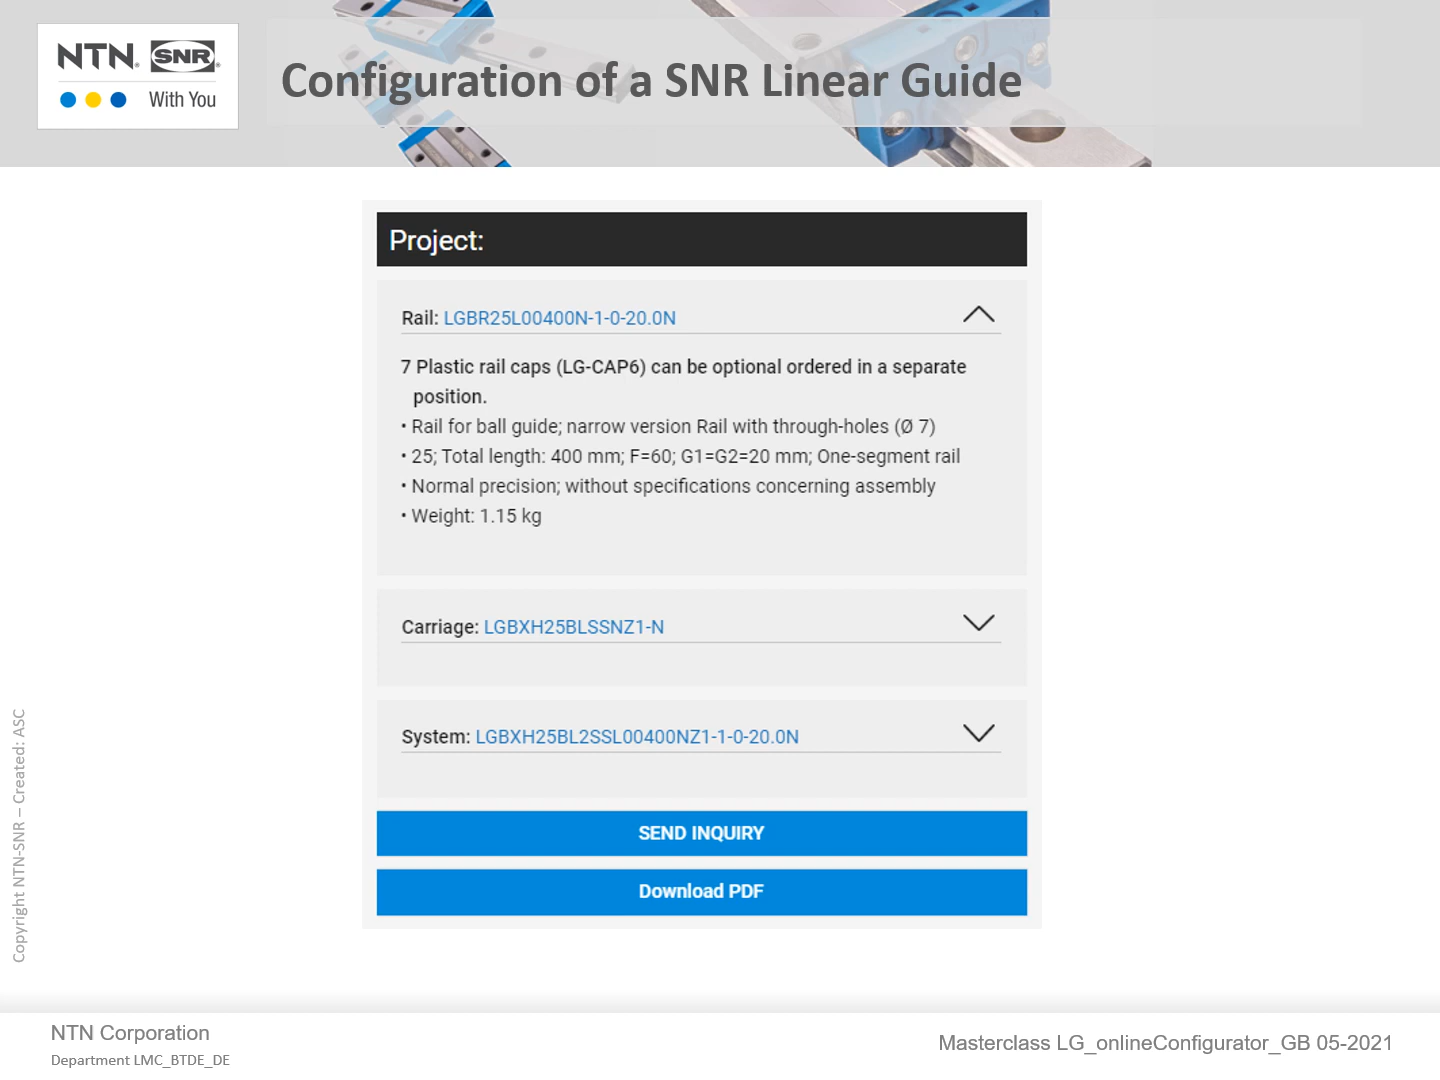 NTN® SNR®
With You
Configuration of a SNR Linear Guide
Project:
Rail: LGBR25L00400N-1-0-20.0N
7 Plastic rail caps (LG-CAP6) can be optional ordered in a separate
position.
• Rail for ball guide; narrow version Rail with through-holes (Ø 7)
• 25; Total length: 400 mm; F=60; G1=G2=20 mm; One-segment rail
• Normal precision; without specifications concerning assembly
• Weight: 1.15 kg
Carriage: LGBXH25BLSSNZ1-N
System: LGBXH25BL2SSL00400NZ1-1-0-20.0N
SEND INQUIRY
Download PDF
Copyright NTN-SNR – Created: ASC
NTN Corporation
Department LMC_BTDE_DE
Masterclass LG_onlineConfigurator_GB 05-2021